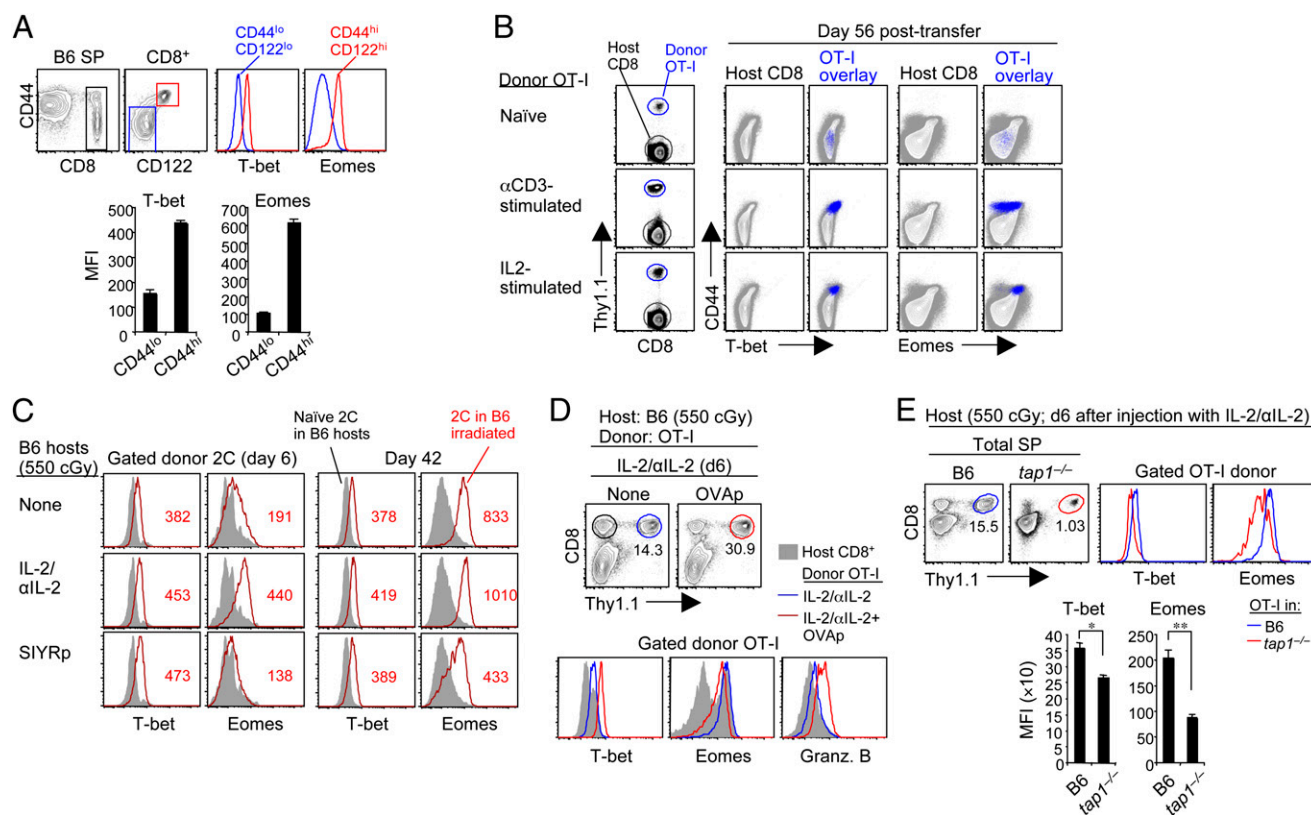 A
B6 SP
CD8⁺
CD44ˡᵒ
CD122ˡᵒ
CD44ʰⁱ
CD122ʰⁱ
CD44
CD8
CD122
T-bet
Eomes
T-bet
Eomes
MFI
500
400
300
200
100
0
700
600
500
400
300
200
100
0
CD44ˡᵒ
CD44ʰⁱ
CD44ˡᵒ
CD44ʰⁱ
B
Day 56 post-transfer
Host
CD8
Donor
OT-I
Donor OT-I
Host CD8
OT-I
overlay
Host CD8
OT-I
overlay
Naïve
αCD3-
stimulated
IL2-
stimulated
Thy1.1
CD44
CD8
T-bet
Eomes
C
Naïve 2C
in B6 hosts
2C in B6
irradiated
B6 hosts
(550 cGy)
Gated donor 2C (day 6)
Day 42
None
382
191
378
833
IL-2/
αIL-2
453
440
419
1010
SIYRp
473
138
389
433
T-bet
Eomes
T-bet
Eomes
D
Host: B6 (550 cGy)
Donor: OT-I
IL-2/αIL-2 (d6)
None
OVAp
CD8
14.3
30.9
Thy1.1
Host CD8⁺
Donor OT-I
IL-2/αIL-2
IL-2/αIL-2+
OVAp
Gated donor OT-I
T-bet
Eomes
Granz. B
E
Host (550 cGy; d6 after injection with IL-2/αIL-2)
Total SP
B6
tap1⁻/⁻
Gated OT-I donor
CD8
15.5
1.03
Thy1.1
T-bet
Eomes
T-bet
Eomes
OT-I in:
B6
tap1⁻/⁻
MFI (×10)
40
35
30
25
20
15
10
5
0
*
250
200
150
100
50
0
**
B6
tap1⁻/⁻
B6
tap1⁻/⁻